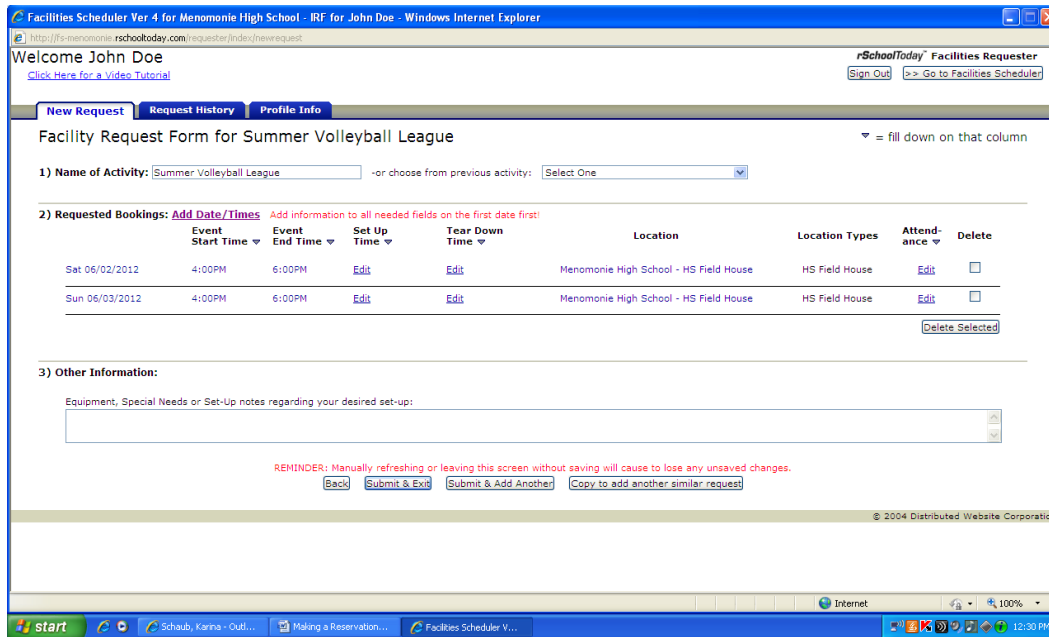 Facilities Scheduler Ver 4 for Menomonie High School - IRF for John Doe - Windows Internet Explorer
http://fs-menomonie.rschooltoday.com/requester/index/newrequest
Welcome John Doe
rSchoolToday™ Facilities Requester
Click Here for a Video Tutorial
Sign Out >> Go to Facilities Scheduler
New Request Request History Profile Info
Facility Request Form for Summer Volleyball League
= fill down on that column
1) Name of Activity: Summer Volleyball League -or choose from previous activity: Select One
2) Requested Bookings: Add Date/Times Add information to all needed fields on the first date first!
Event Start Time Event End Time Set Up Time Tear Down Time Location Location Types Attend-ance Delete
Sat 06/02/2012 4:00PM 6:00PM Edit Edit Menomonie High School - HS Field House HS Field House Edit
Sun 06/03/2012 4:00PM 6:00PM Edit Edit Menomonie High School - HS Field House HS Field House Edit
Delete Selected
3) Other Information:
Equipment, Special Needs or Set-Up notes regarding your desired set-up:
REMINDER: Manually refreshing or leaving this screen without saving will cause to lose any unsaved changes.
Back Submit & Exit Submit & Add Another Copy to add another similar request
© 2004 Distributed Website Corporatio
Internet 100%
start Schaub, Karina - Outl... Making a Reservation... Facilities Scheduler V... 12:30 PM